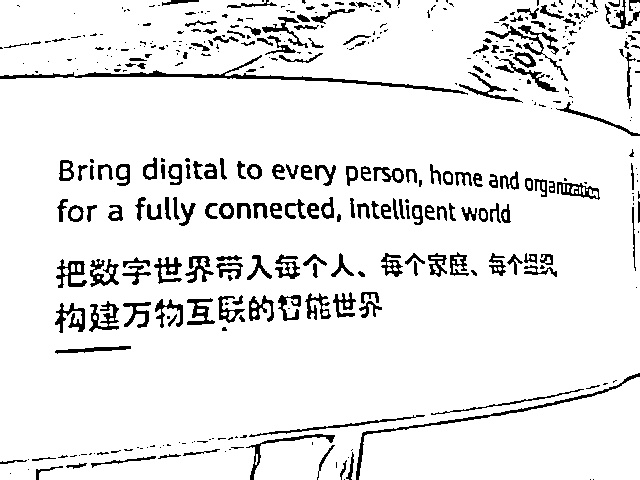 Bring digital to every person, home and organization
for a fully connected, intelligent world
把数字世界带入每个人、每个家庭、每个组织
构建万物互联的智能世界